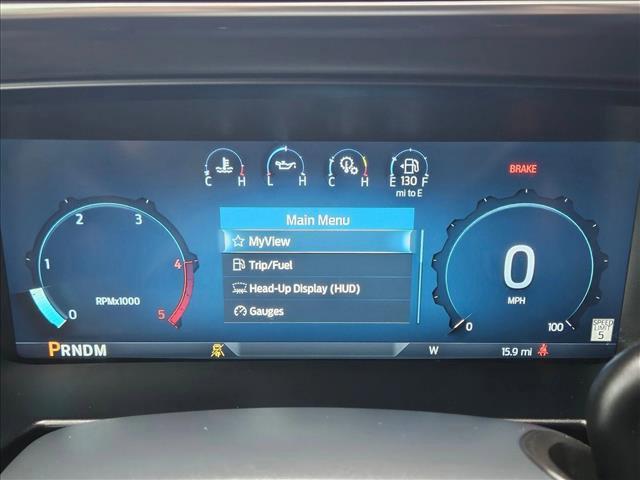 C H
L H
C H
E F
130
mi to E
BRAKE
Main Menu
MyView
Trip/Fuel
Head-Up Display (HUD)
Gauges
0
1
2
3
4
5
RPMx1000
0
MPH
0
100
SPEED
LIMIT
5
PRNDM
W
15.9 mi